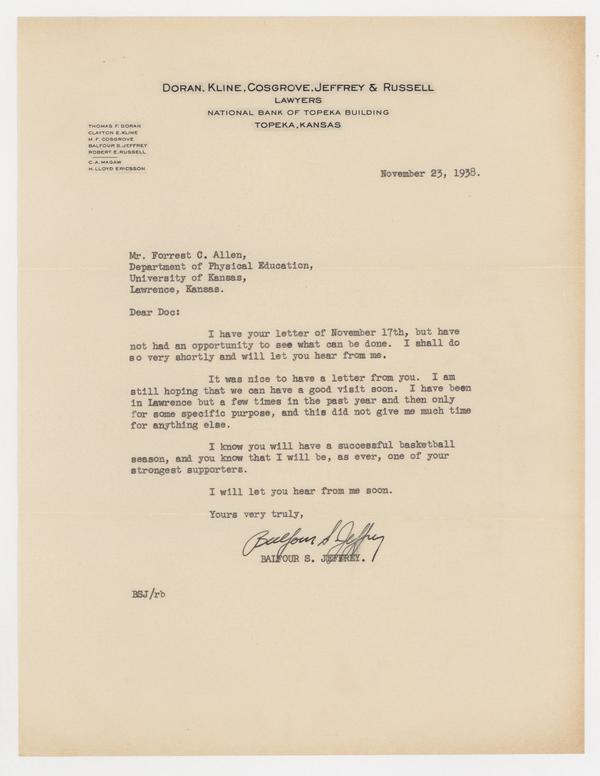 DORAN, KLINE, COSGROVE, JEFFREY & RUSSELL
LAWYERS
NATIONAL BANK OF TOPEKA BUILDING
TOPEKA, KANSAS
THOMAS F. DORAN
CLAYTON E. KLINE
M. F. COSGROVE
BALFOUR S. JEFFREY
ROBERT E. RUSSELL
C. A. MAGAW
H. LLOYD ERICSSON
November 23, 1938.
Mr. Forrest C. Allen,
Department of Physical Education,
University of Kansas,
Lawrence, Kansas.
Dear Doc:
I have your letter of November 17th, but have
not had an opportunity to see what can be done. I shall do
so very shortly and will let you hear from me.
It was nice to have a letter from you. I am
still hoping that we can have a good visit soon. I have been
in Lawrence but a few times in the past year and then only
for some specific purpose, and this did not give me much time
for anything else.
I know you will have a successful basketball
season, and you know that I will be, as ever, one of your
strongest supporters.
I will let you hear from me soon.
Yours very truly,
Balfour S. Jeffrey
BALFOUR S. JEFFREY.
BSJ/rb